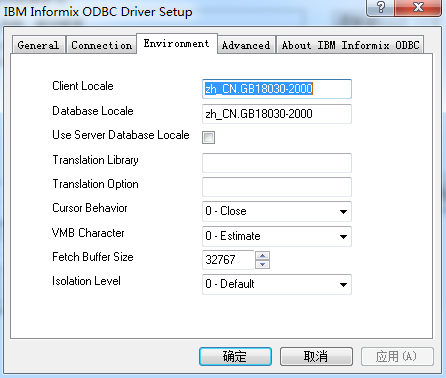 IBM Informix ODBC Driver Setup
General
Connection
Environment
Advanced
About IBM Informix ODBC
Client Locale
zh_CN.GB18030-2000
Database Locale
zh_CN.GB18030-2000
Use Server Database Locale
Translation Library
Translation Option
Cursor Behavior
0 - Close
VMB Character
0 - Estimate
Fetch Buffer Size
32767
Isolation Level
0 - Default
确定
取消
应用(A)